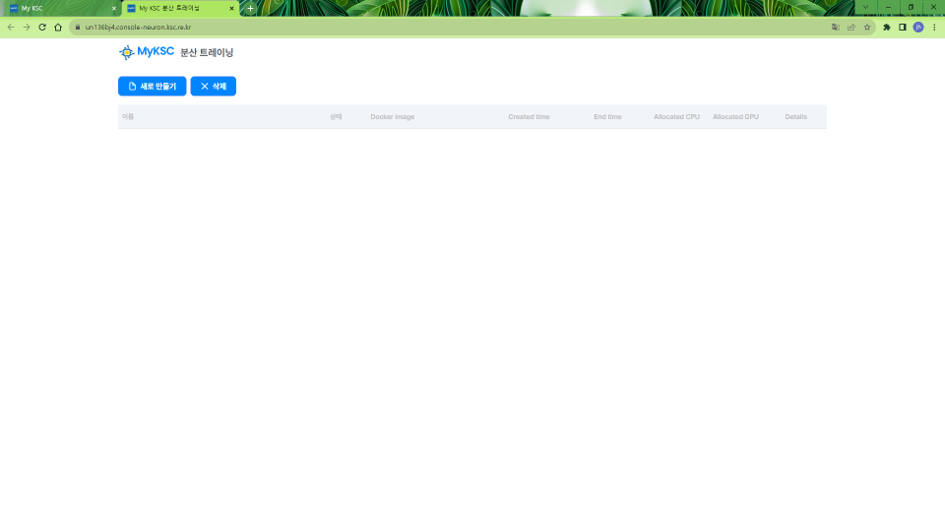 My KSC
My KSC 분산 트레이닝
un136bj4.console-neuron.ksc.re.kr
MyKSC 분산 트레이닝
새로 만들기 삭제
이름 상태 Docker Image Created time End time Allocated CPU Allocated GPU Details